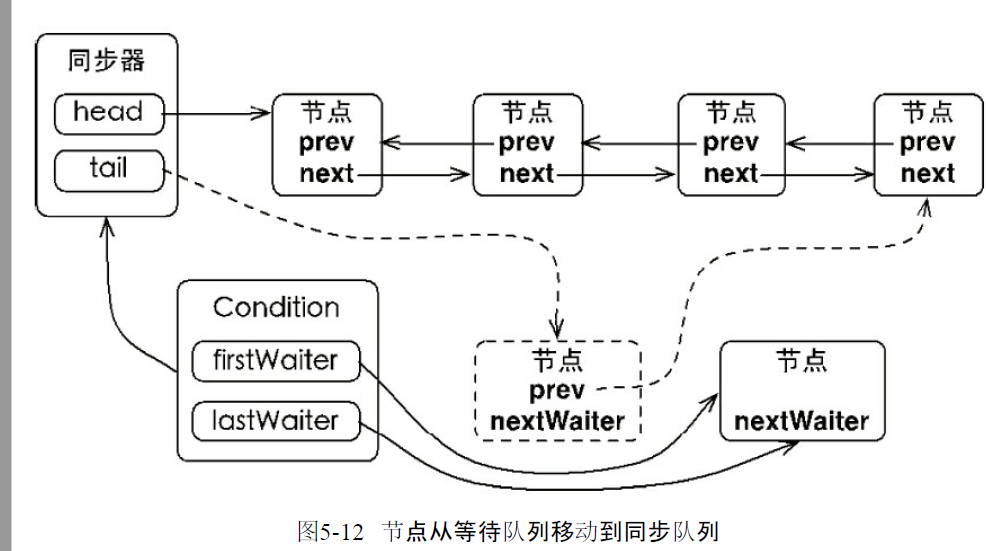 同步器
head
tail
节点
prev
next
节点
prev
next
节点
prev
next
节点
prev
next
Condition
firstWaiter
lastWaiter
节点
prev
nextWaiter
节点
nextWaiter
图5-12 节点从等待队列移动到同步队列